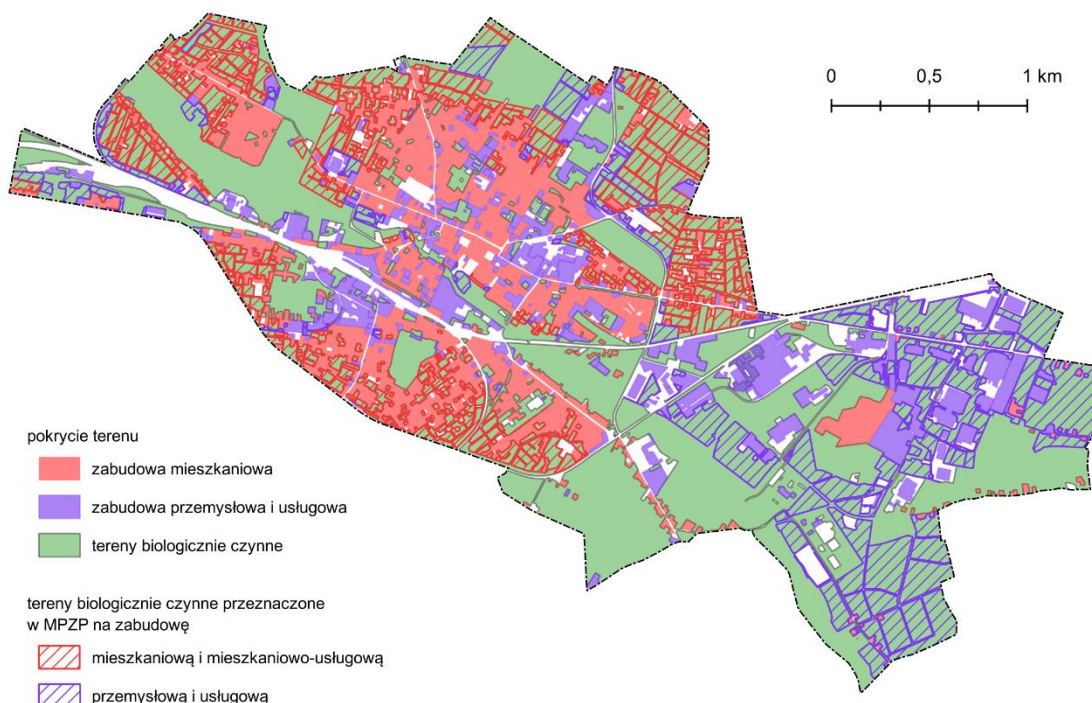 0 0,5 1 km
pokrycie terenu
zabudowa mieszkaniowa
zabudowa przemysłowa i usługowa
tereny biologicznie czynne
tereny biologicznie czynne przeznaczone
w MPZP na zabudowę
mieszkaniową i mieszkaniowo-usługową
przemysłową i usługową